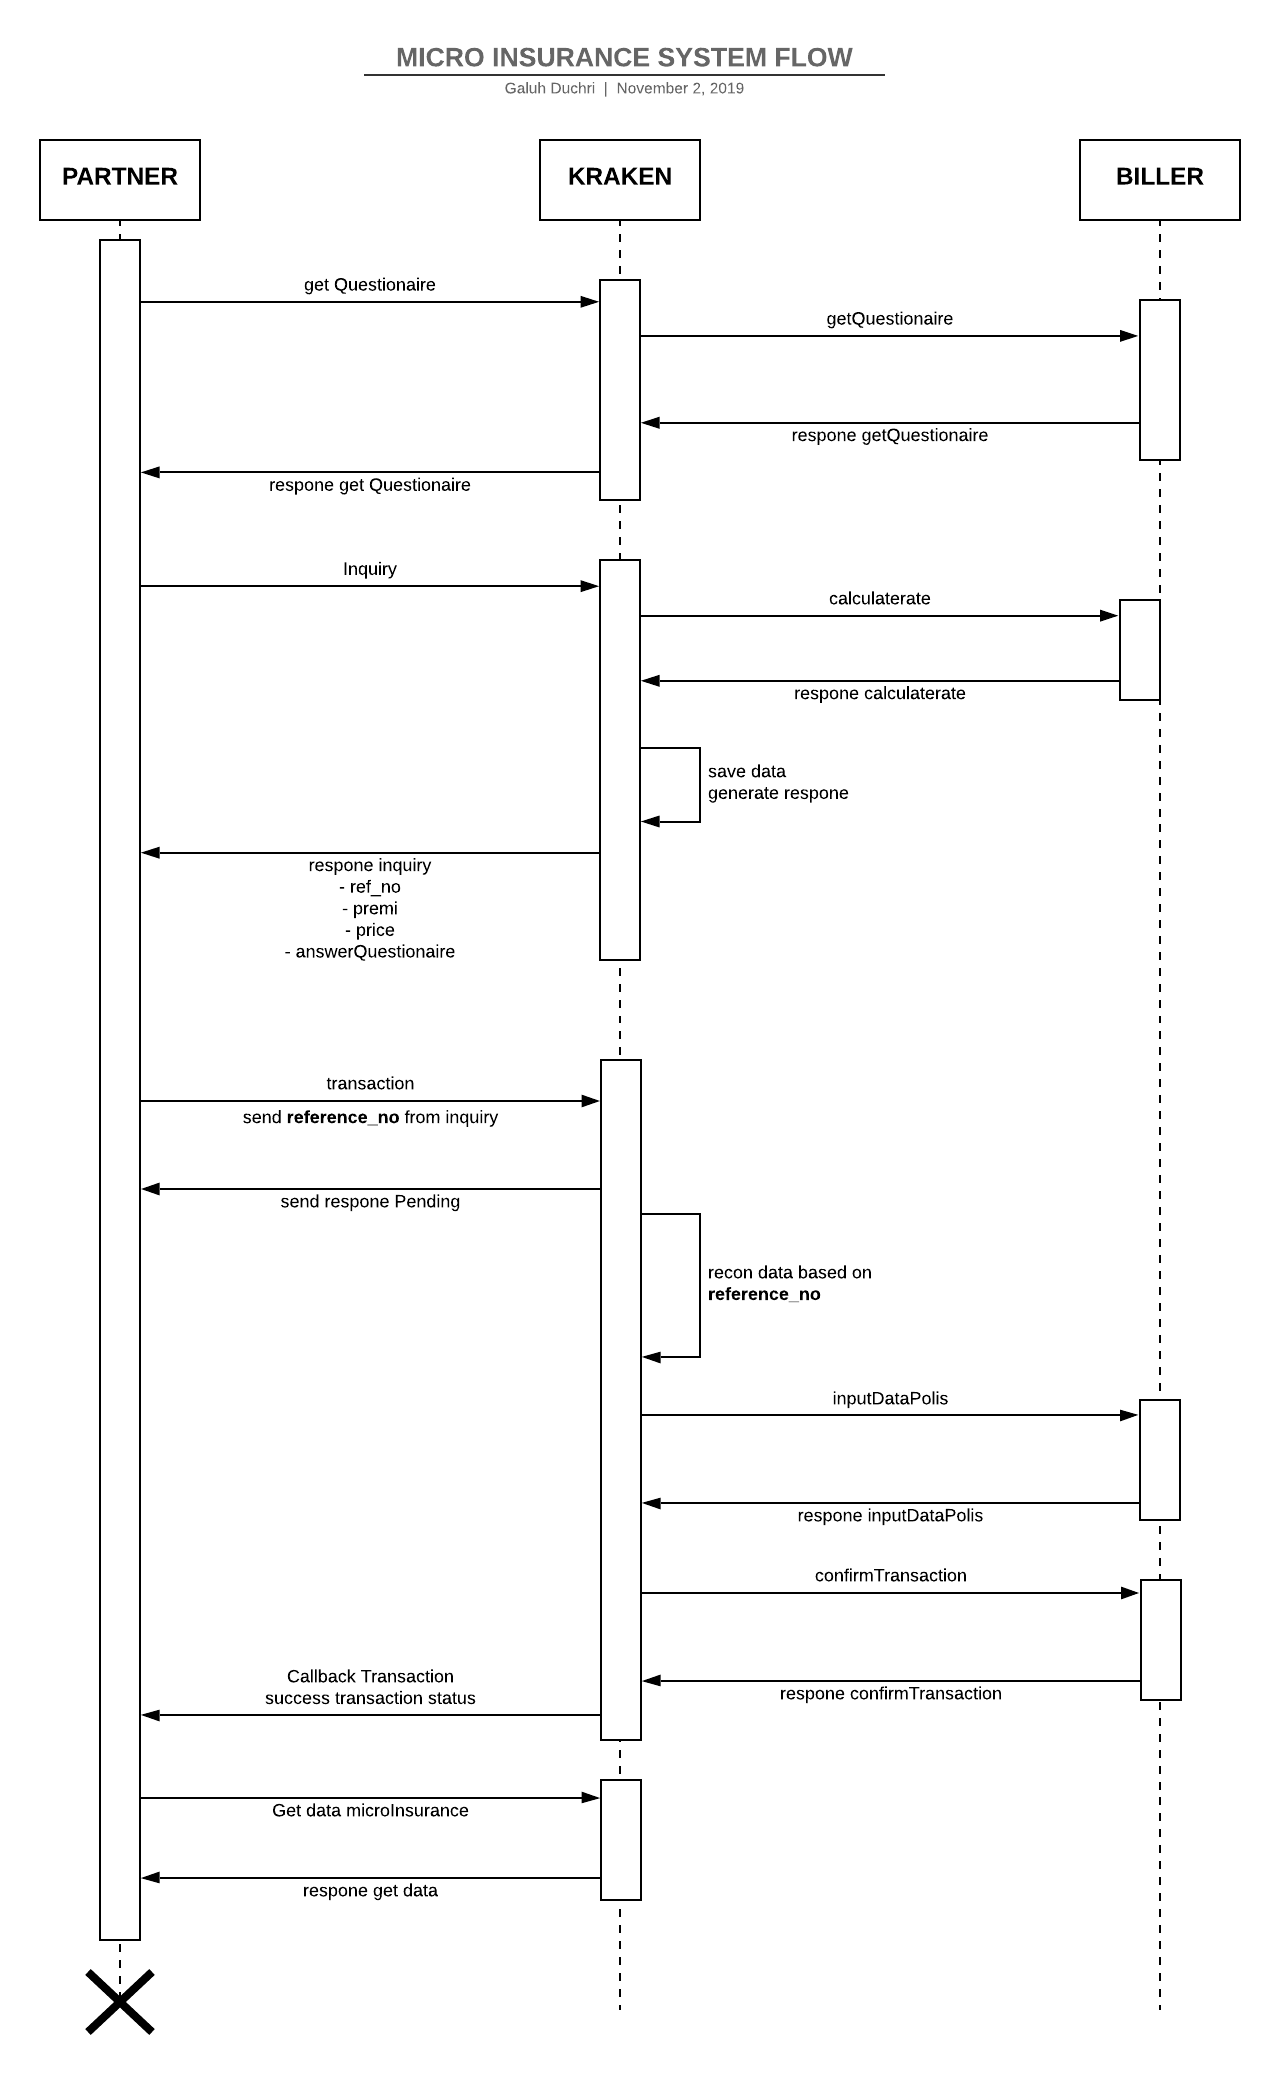 MICRO INSURANCE SYSTEM FLOW
Galuh Duchri | November 2, 2019
PARTNER
KRAKEN
BILLER
get Questionaire
getQuestionaire
respone getQuestionaire
respone get Questionaire
Inquiry
calculaterate
respone calculaterate
save data
generate respone
respone inquiry
- ref_no
- premi
- price
- answerQuestionaire
transaction
send reference_no from inquiry
send respone Pending
recon data based on
reference_no
inputDataPolis
respone inputDataPolis
confirmTransaction
Callback Transaction
success transaction status
respone confirmTransaction
Get data microInsurance
respone get data